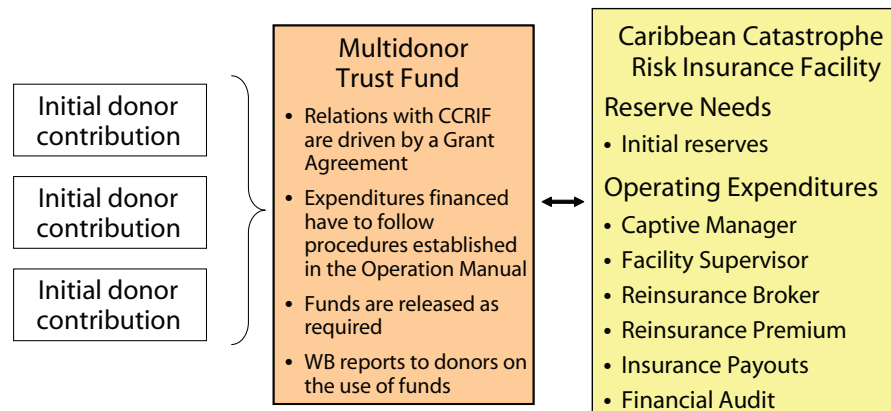 Initial donor
contribution
Initial donor
contribution
Initial donor
contribution
Multidonor
Trust Fund
• Relations with CCRIF
are driven by a Grant
Agreement
• Expenditures financed
have to follow
procedures established
in the Operation Manual
• Funds are released as
required
• WB reports to donors on
the use of funds
Caribbean Catastrophe
Risk Insurance Facility
Reserve Needs
• Initial reserves
Operating Expenditures
• Captive Manager
• Facility Supervisor
• Reinsurance Broker
• Reinsurance Premium
• Insurance Payouts
• Financial Audit